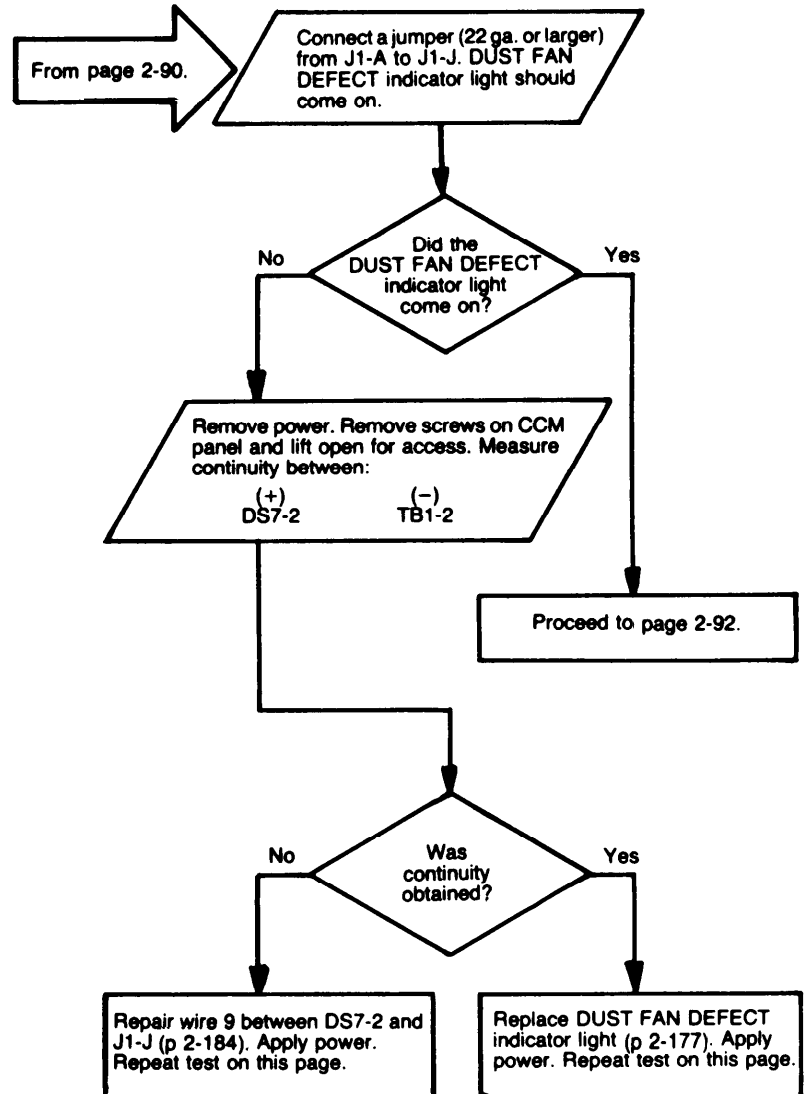 From page 2-90.
Connect a jumper (22 ga. or larger)
from J1-A to J1-J. DUST FAN
DEFECT indicator light should
come on.
Did the
DUST FAN DEFECT
indicator light
come on?
No
Yes
Remove power. Remove screws on CCM
panel and lift open for access. Measure
continuity between:
(+) (−)
DS7-2 TB1-2
Proceed to page 2-92.
Was
continuity
obtained?
No
Yes
Repair wire 9 between DS7-2 and
J1-J (p 2-184). Apply power.
Repeat test on this page.
Replace DUST FAN DEFECT
indicator light (p 2-177). Apply
power. Repeat test on this page.